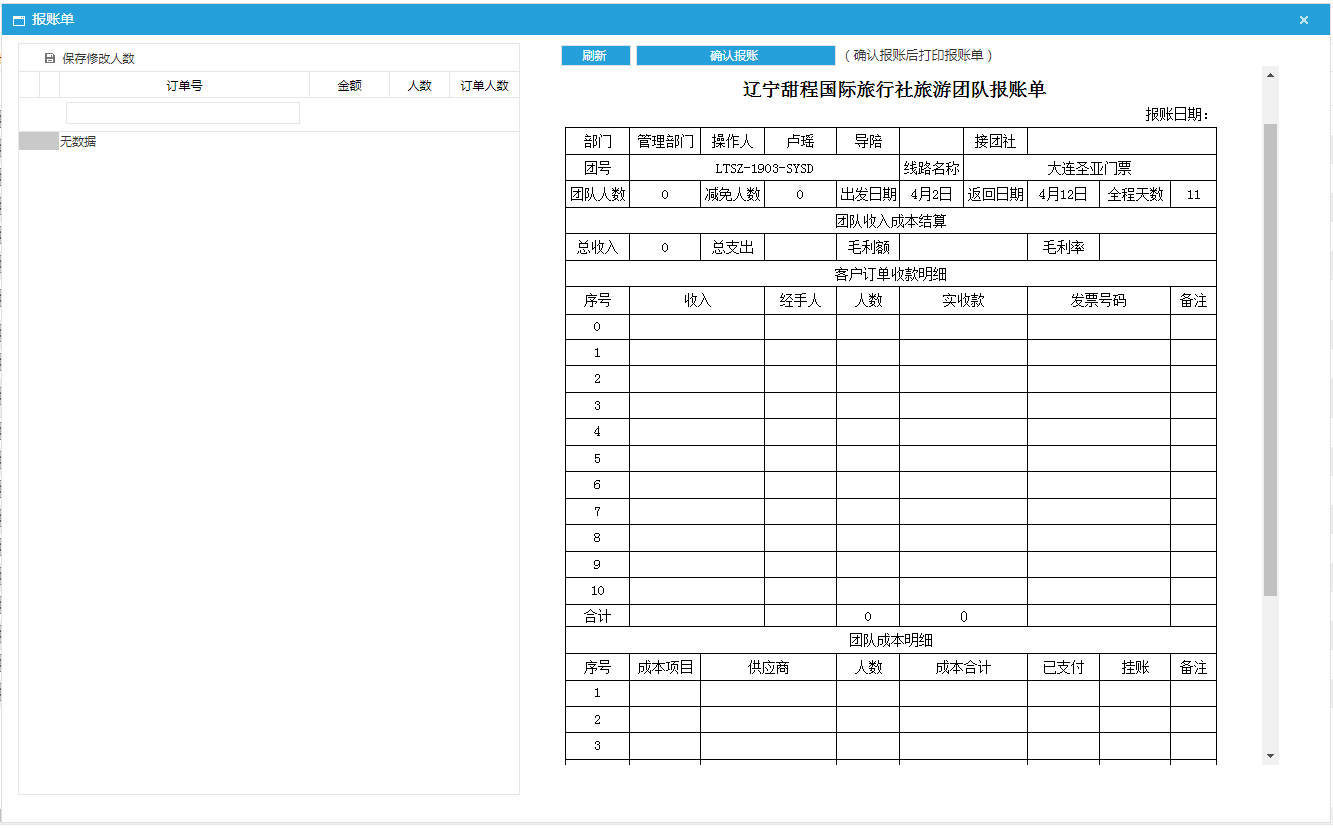 报账单
保存修改人数
订单号 金额 人数 订单人数
无数据
刷新 确认报账 (确认报账后打印报账单)
辽宁甜程国际旅行社旅游团队报账单
报账日期:
部门 管理部门 操作人 卢瑶 导陪 接团社
团号 LTSZ-1903-SYSD 线路名称 大连圣亚门票
团队人数 0 减免人数 0 出发日期 4月2日 返回日期 4月12日 全程天数 11
团队收入成本结算
总收入 0 总支出 毛利额 毛利率
客户订单收款明细
序号 收入 经手人 人数 实收款 发票号码 备注
0
1
2
3
4
5
6
7
8
9
10
合计 0 0
团队成本明细
序号 成本项目 供应商 人数 成本合计 已支付 挂账 备注
1
2
3